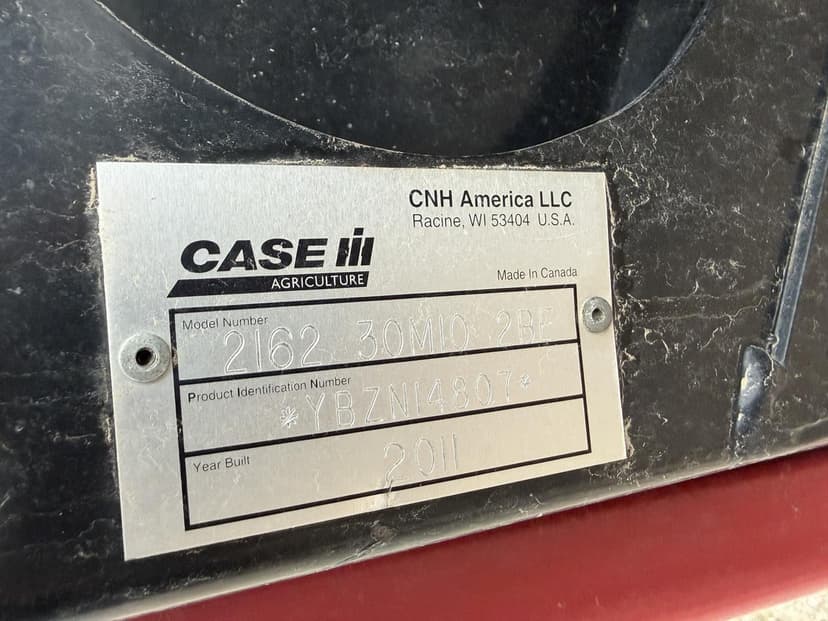 CNH America LLC
Racine, WI 53404 U.S.A.
CASE IH
AGRICULTURE
Made in Canada
Model Number
2162 30M10 2BF
Product Identification Number
*YBZN14807*
Year Built
2011